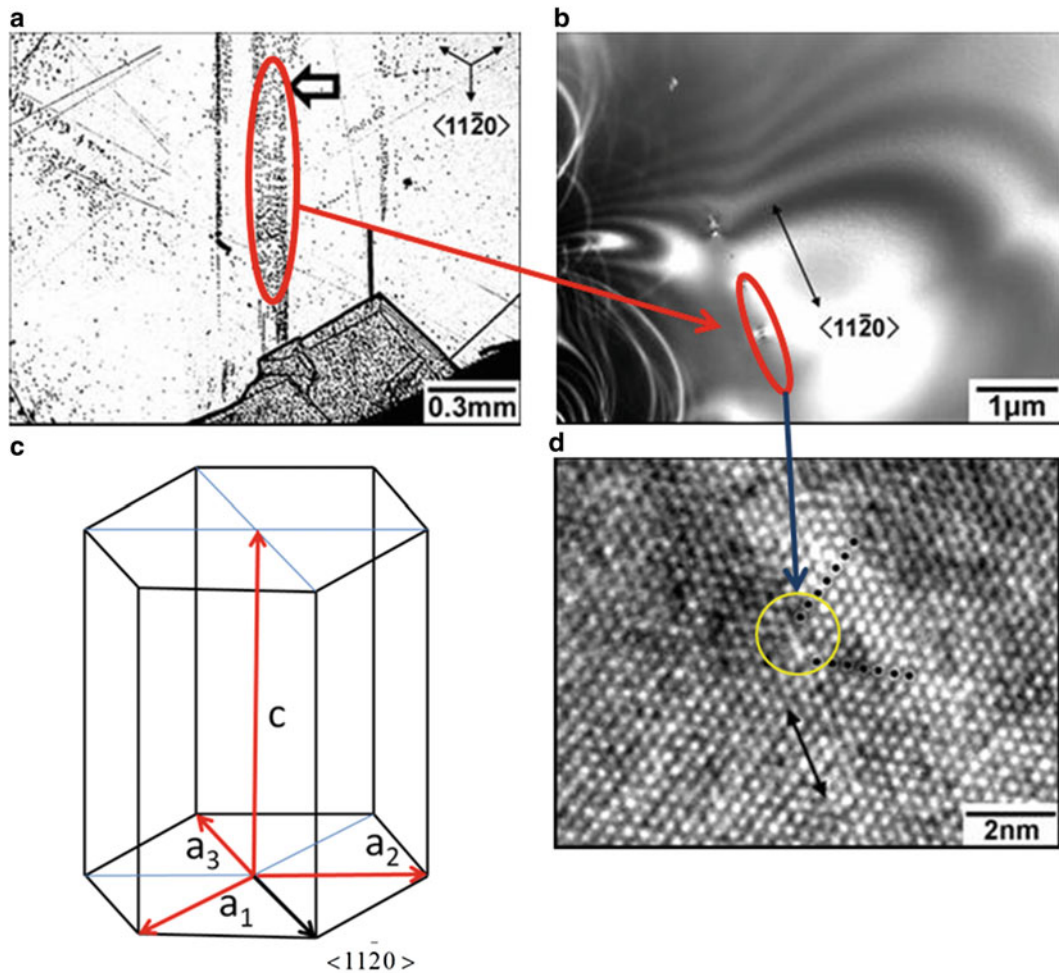 a
⟨112̄0⟩
0.3mm
b
⟨112̄0⟩
1μm
c
c
a₃
a₂
a₁
<112̄0>
d
2nm